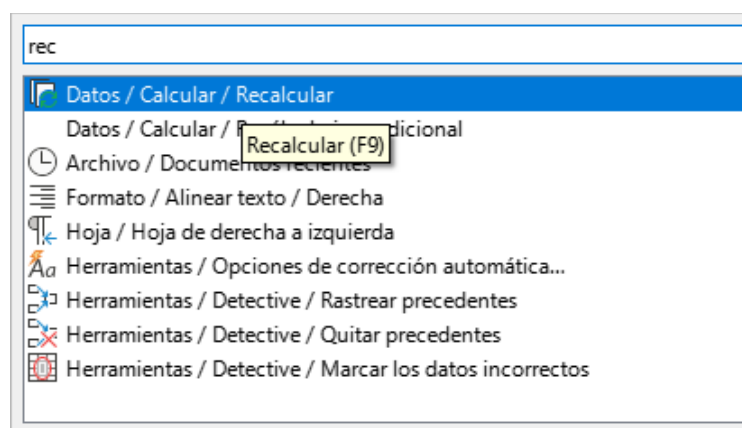 rec
Datos / Calcular / Recalcular
Datos / Calcular / dicional
Recalcular (F9)
Archivo / Documentos recientes
Formato / Alinear texto / Derecha
Hoja / Hoja de derecha a izquierda
Herramientas / Opciones de corrección automática...
Herramientas / Detective / Rastrear precedentes
Herramientas / Detective / Quitar precedentes
Herramientas / Detective / Marcar los datos incorrectos